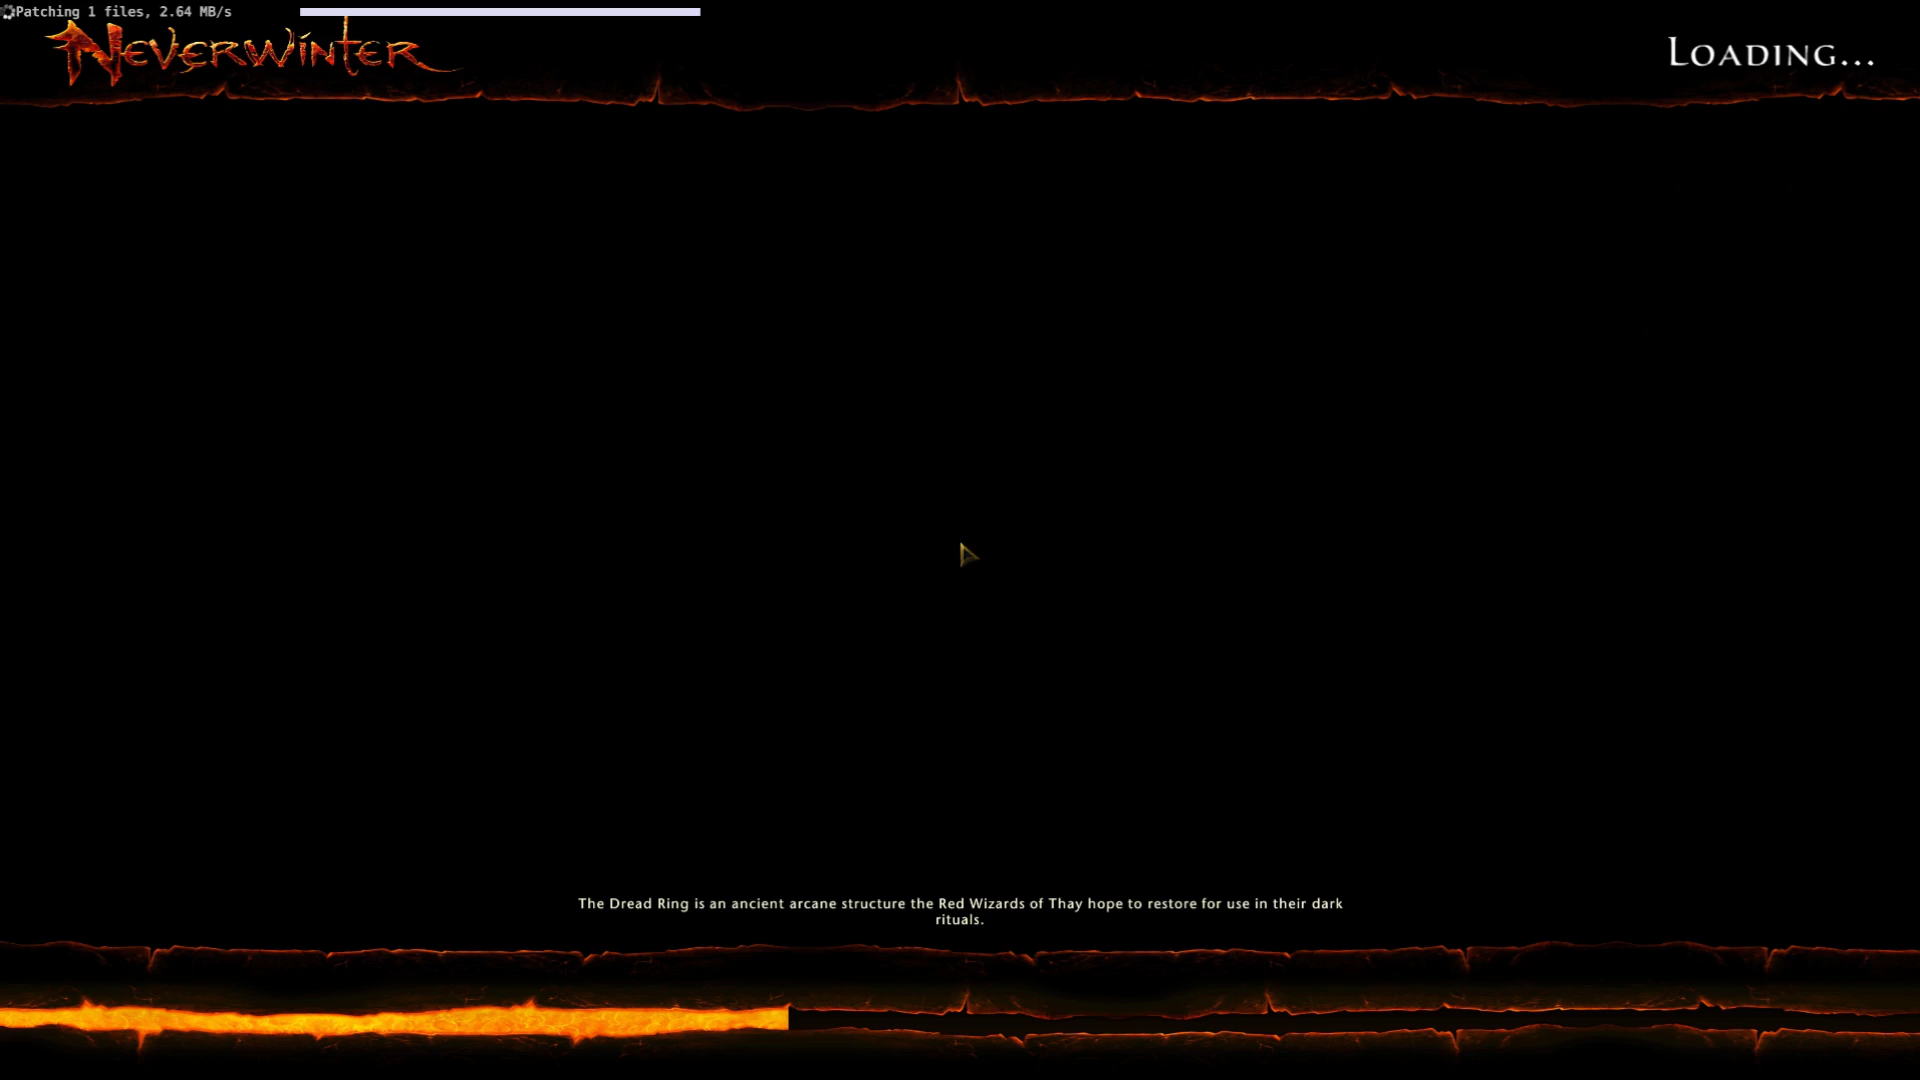 Patching 1 files, 2.64 MB/s
NEVERWINTER
LOADING...
The Dread Ring is an ancient arcane structure the Red Wizards of Thay hope to restore for use in their dark
rituals.